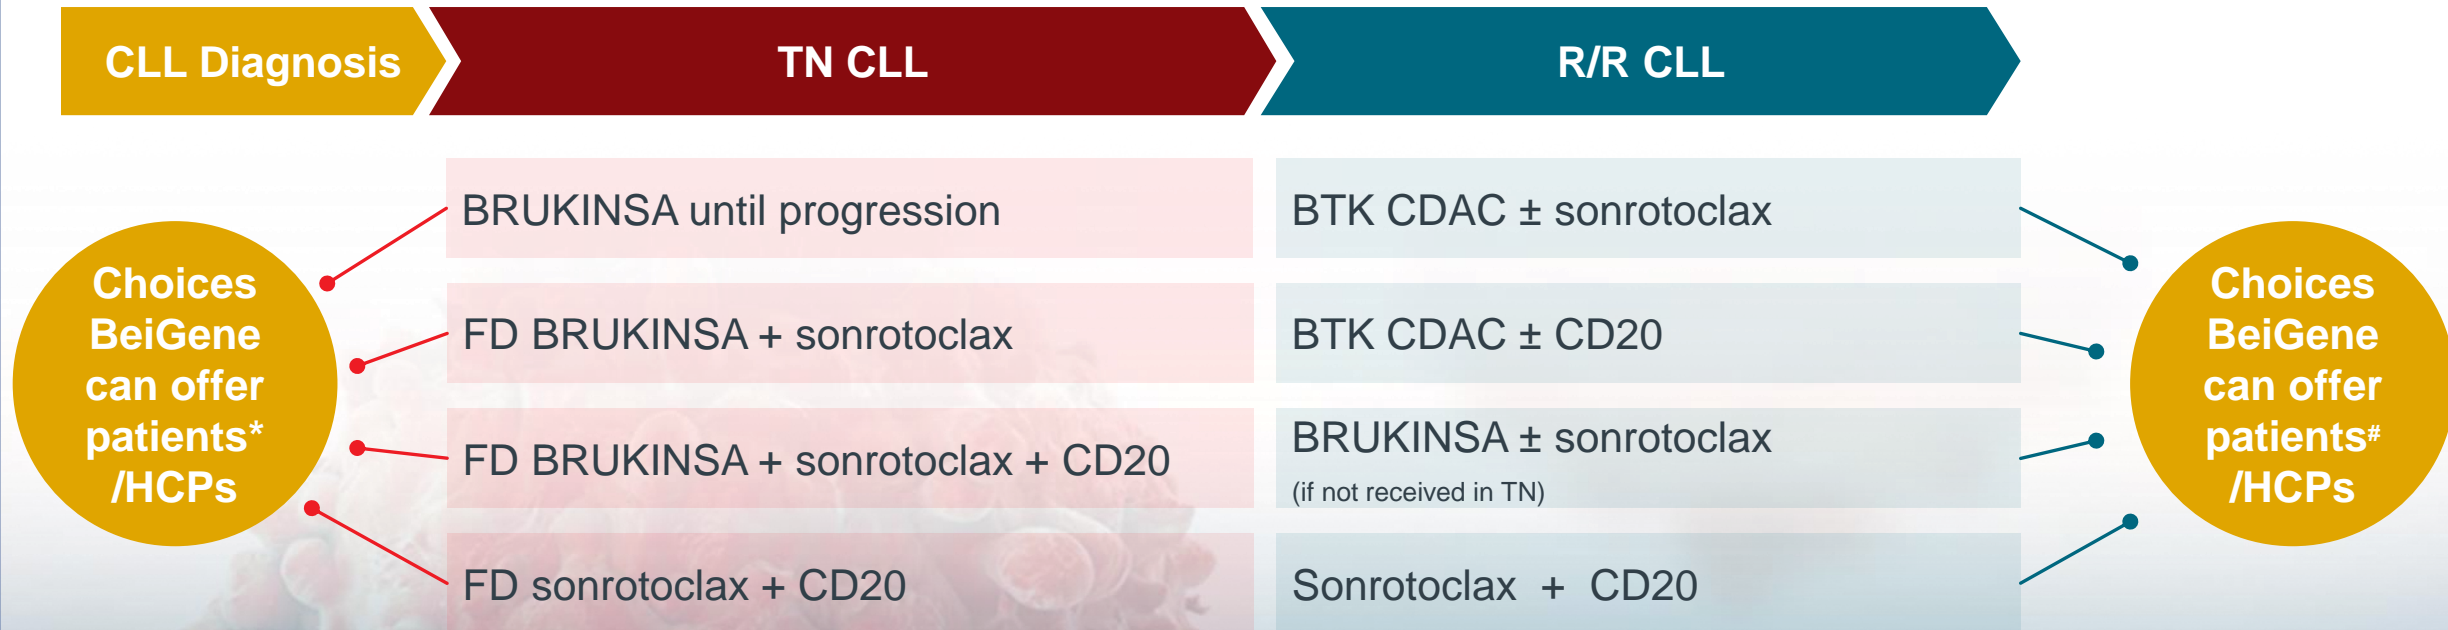 CLL Diagnosis
TN CLL
R/R CLL
Choices
BeiGene
can offer
patients*
/HCPs
BRUKINSA until progression
FD BRUKINSA + sonrotoclax
FD BRUKINSA + sonrotoclax + CD20
FD sonrotoclax + CD20
BTK CDAC ± sonrotoclax
BTK CDAC ± CD20
BRUKINSA ± sonrotoclax
(if not received in TN)
Sonrotoclax + CD20
Choices
BeiGene
can offer
patients#
/HCPs